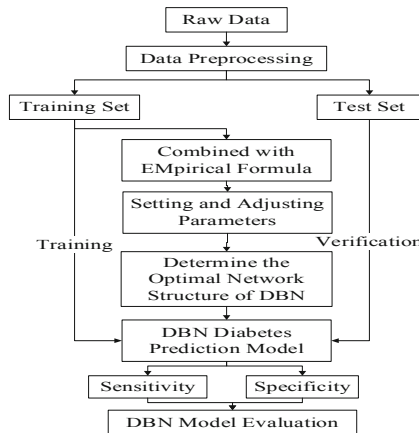 Raw Data
Data Preprocessing
Training Set
Test Set
Combined with
EMpirical Formula
Setting and Adjusting
Parameters
Training
Verification
Determine the
Optimal Network
Structure of DBN
DBN Diabetes
Prediction Model
Sensitivity
Specificity
DBN Model Evaluation